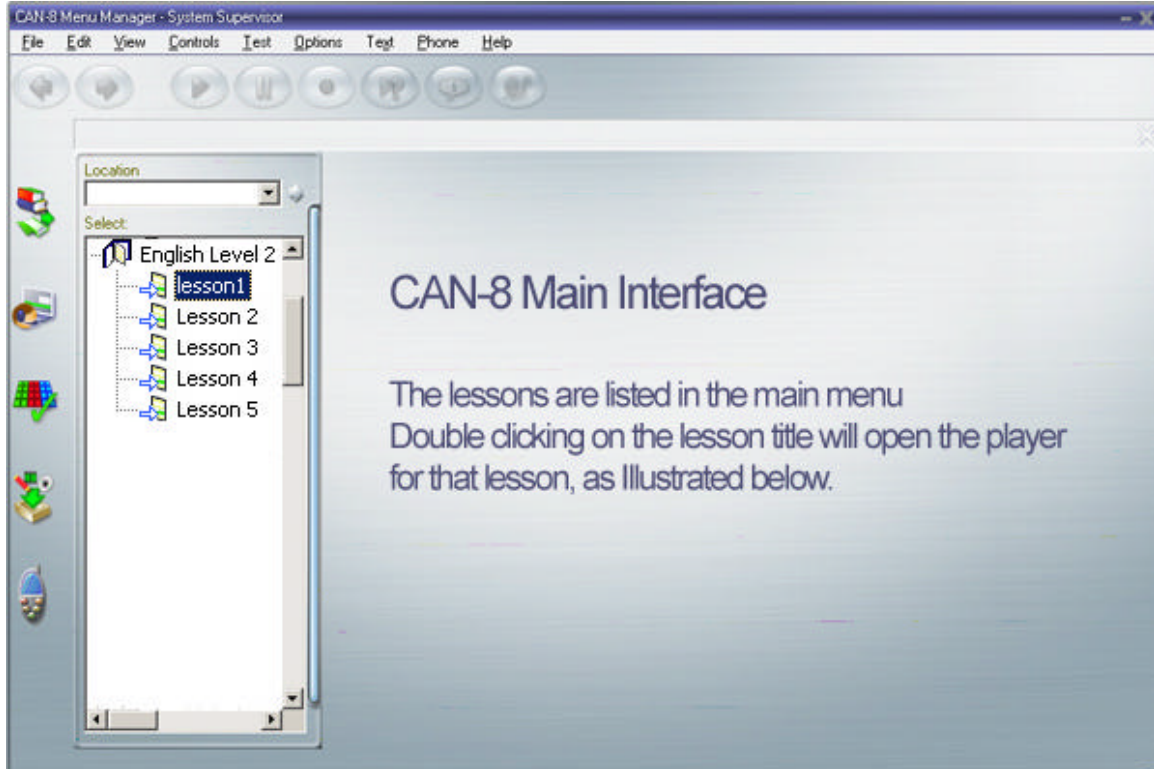 CAN-8 Menu Manager - System Supervisor
File Edit View Controls Test Options Text Phone Help
Location
Select:
English Level 2
lesson1
Lesson 2
Lesson 3
Lesson 4
Lesson 5
CAN-8 Main Interface
The lessons are listed in the main menu
Double clicking on the lesson title will open the player
for that lesson, as Illustrated below.